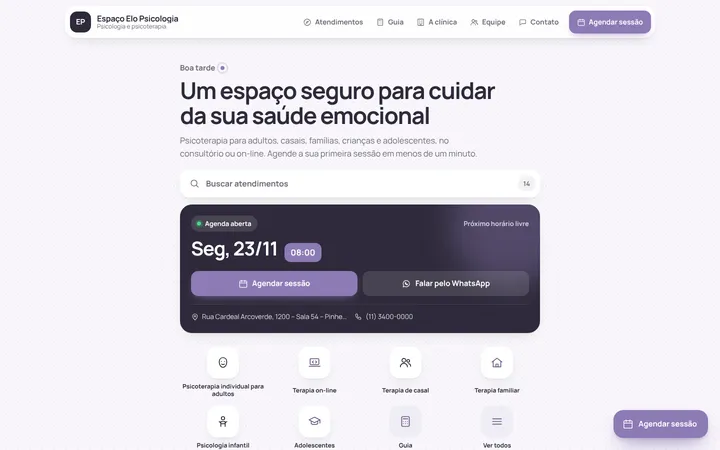 EP
Espaço Elo Psicologia
Psicologia e psicoterapia
Atendimentos
Guia
A clínica
Equipe
Contato
Agendar sessão
Boa tarde
Um espaço seguro para cuidar
da sua saúde emocional
Psicoterapia para adultos, casais, famílias, crianças e adolescentes, no
consultório ou on-line. Agende a sua primeira sessão em menos de um minuto.
Buscar atendimentos
14
Agenda aberta
Próximo horário livre
Seg, 23/11
08:00
Agendar sessão
Falar pelo WhatsApp
Rua Cardeal Arcoverde, 1200 – Sala 54 – Pinhe...
(11) 3400-0000
Psicoterapia individual para
adultos
Terapia on-line
Terapia de casal
Terapia familiar
Psicologia infantil
Adolescentes
Guia
Ver todos
Agendar sessão